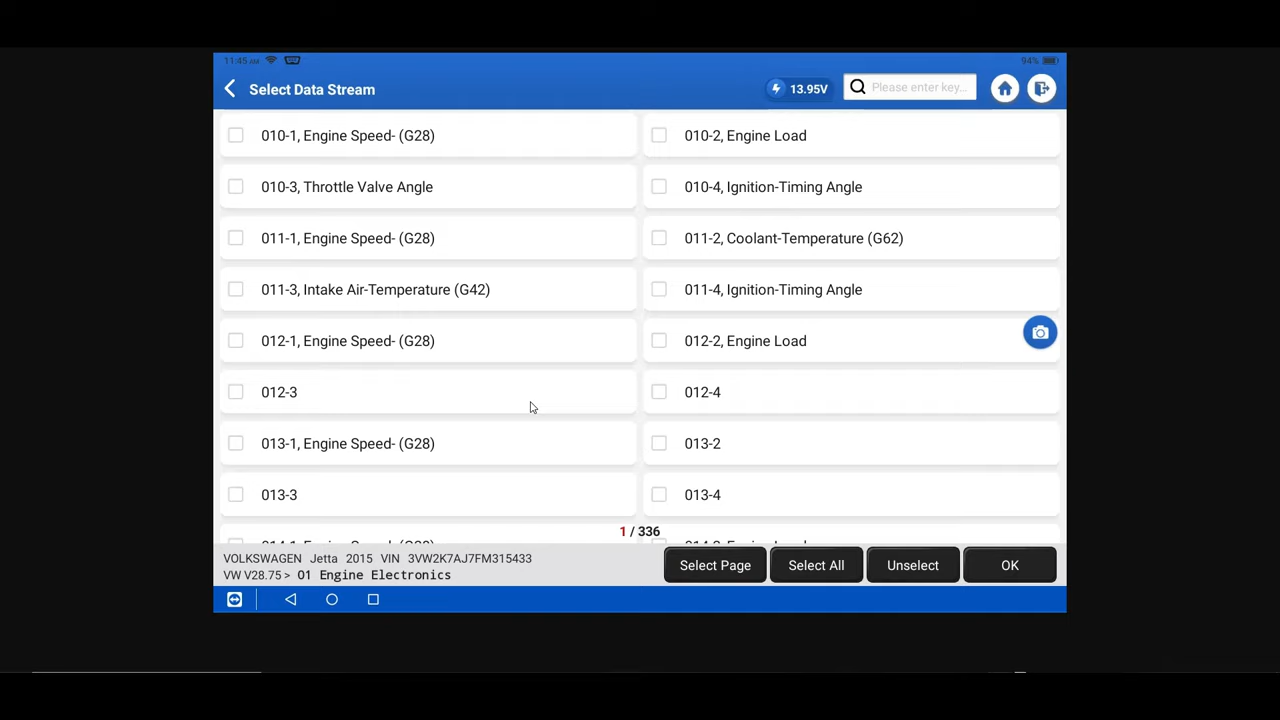 11:45 AM
94%
Select Data Stream
13.95V
Please enter key...
010-1, Engine Speed- (G28)
010-2, Engine Load
010-3, Throttle Valve Angle
010-4, Ignition-Timing Angle
011-1, Engine Speed- (G28)
011-2, Coolant-Temperature (G62)
011-3, Intake Air-Temperature (G42)
011-4, Ignition-Timing Angle
012-1, Engine Speed- (G28)
012-2, Engine Load
012-3
012-4
013-1, Engine Speed- (G28)
013-2
013-3
013-4
1 / 336
VOLKSWAGEN Jetta 2015 VIN 3VW2K7AJ7FM315433
VW V28.75 > 01 Engine Electronics
Select Page
Select All
Unselect
OK